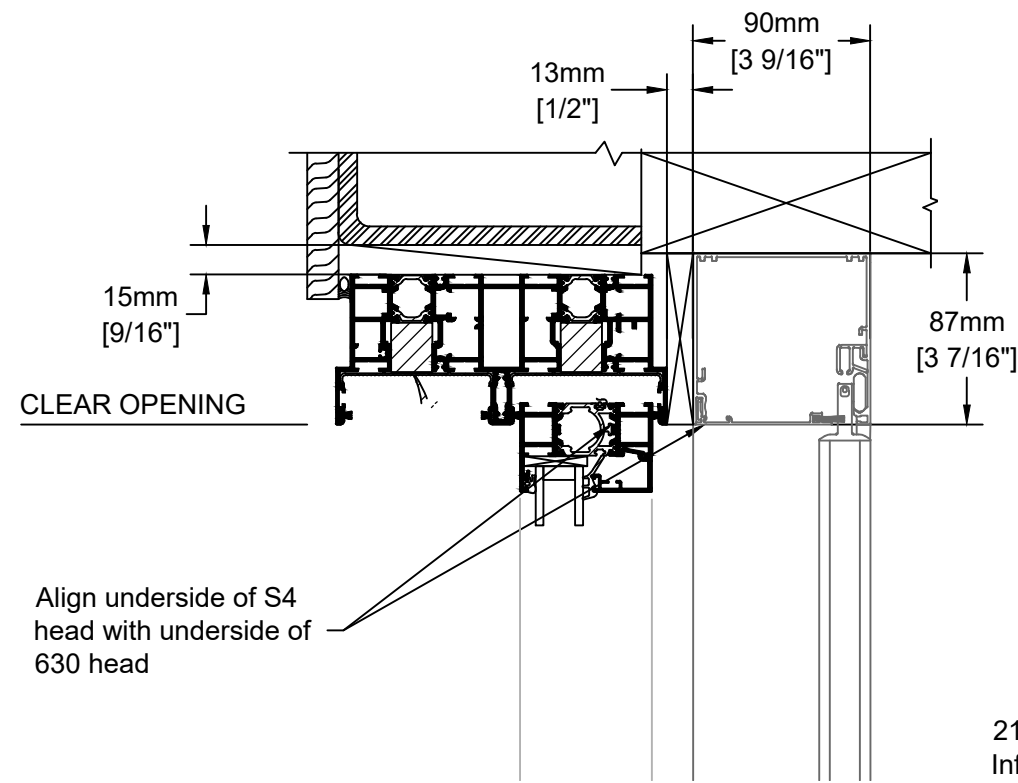 90mm
[3 9/16"]
13mm
[1/2"]
15mm
[9/16"]
87mm
[3 7/16"]
CLEAR OPENING
Align underside of S4
head with underside of
630 head
21